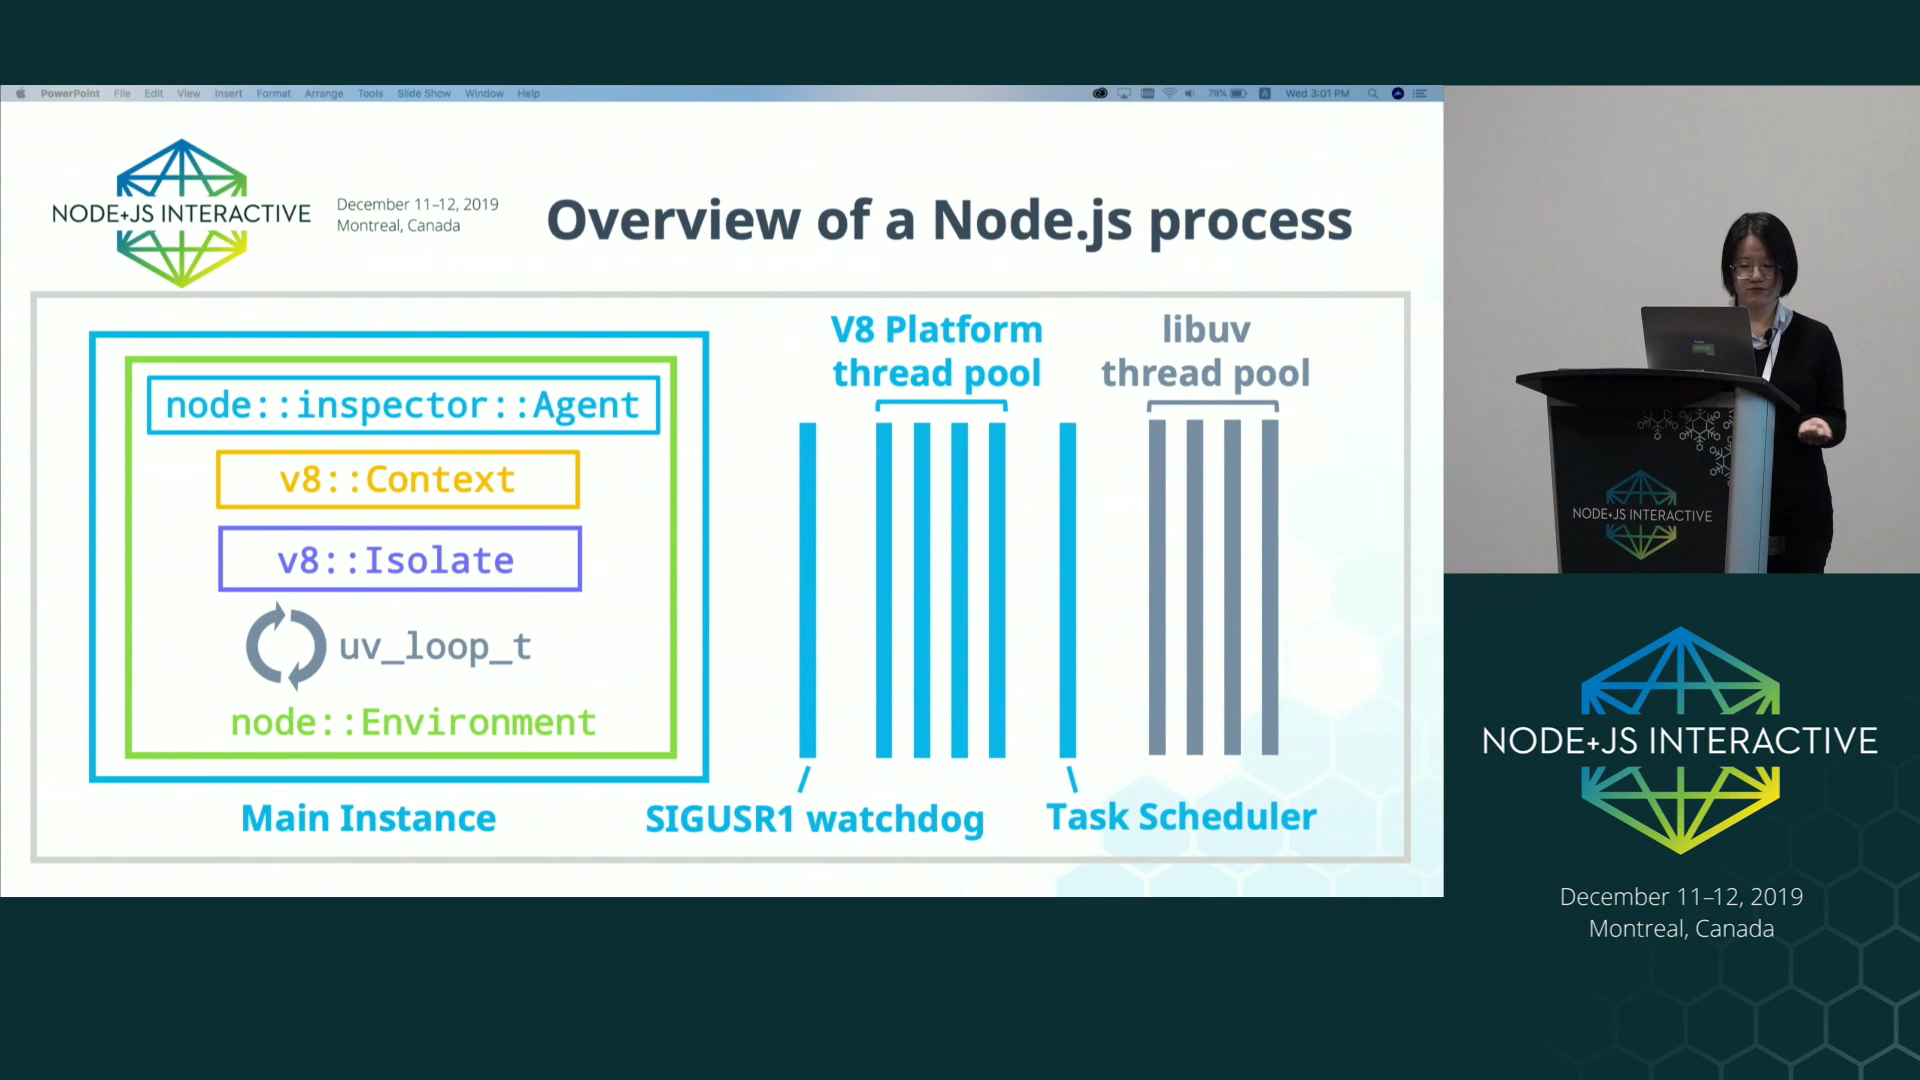 PowerPoint File Edit View Insert Format Arrange Tools Slide Show Window Help
79% A Wed 3:01 PM
NODE+JS INTERACTIVE
December 11–12, 2019
Montreal, Canada
Overview of a Node.js process
node::inspector::Agent
v8::Context
v8::Isolate
uv_loop_t
node::Environment
Main Instance
V8 Platform
thread pool
libuv
thread pool
SIGUSR1 watchdog
Task Scheduler
NODE+JS INTERACTIVE
NODE+JS INTERACTIVE
December 11–12, 2019
Montreal, Canada